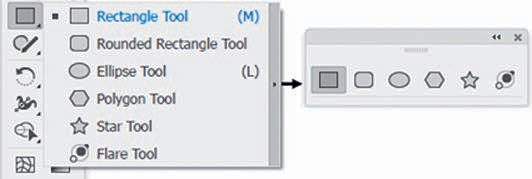 Rectangle Tool (M)
Rounded Rectangle Tool
Ellipse Tool (L)
Polygon Tool
Star Tool
Flare Tool